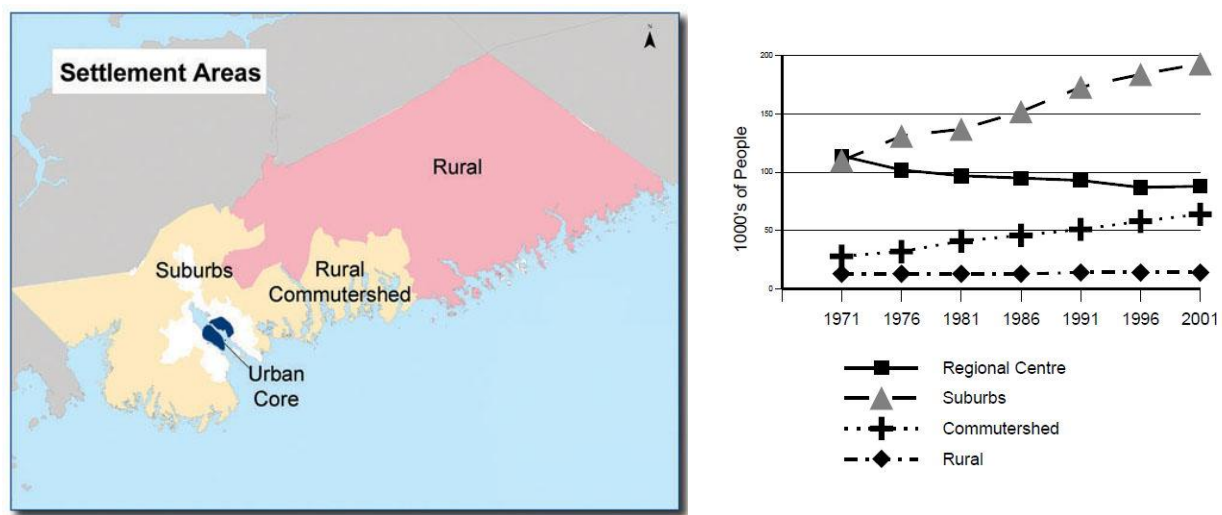 Settlement Areas
N
Rural
Suburbs
Rural
Commutershed
Urban
Core
1000's of People
200
150
100
50
0
1971 1976 1981 1986 1991 1996 2001
Regional Centre
Suburbs
Commutershed
Rural